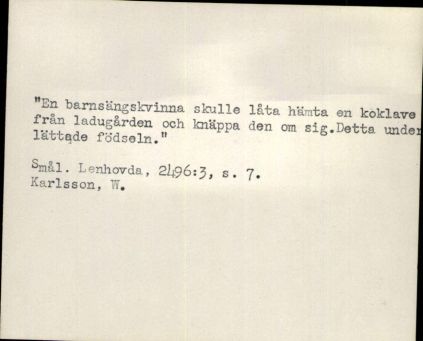 "En barnsängskvinna skulle låta hämta en koklave
från ladugården och knäppa den om sig.Detta under
lättade födseln."
Smål. Lenhovda, 2496:3, s. 7.
Karlsson, W.